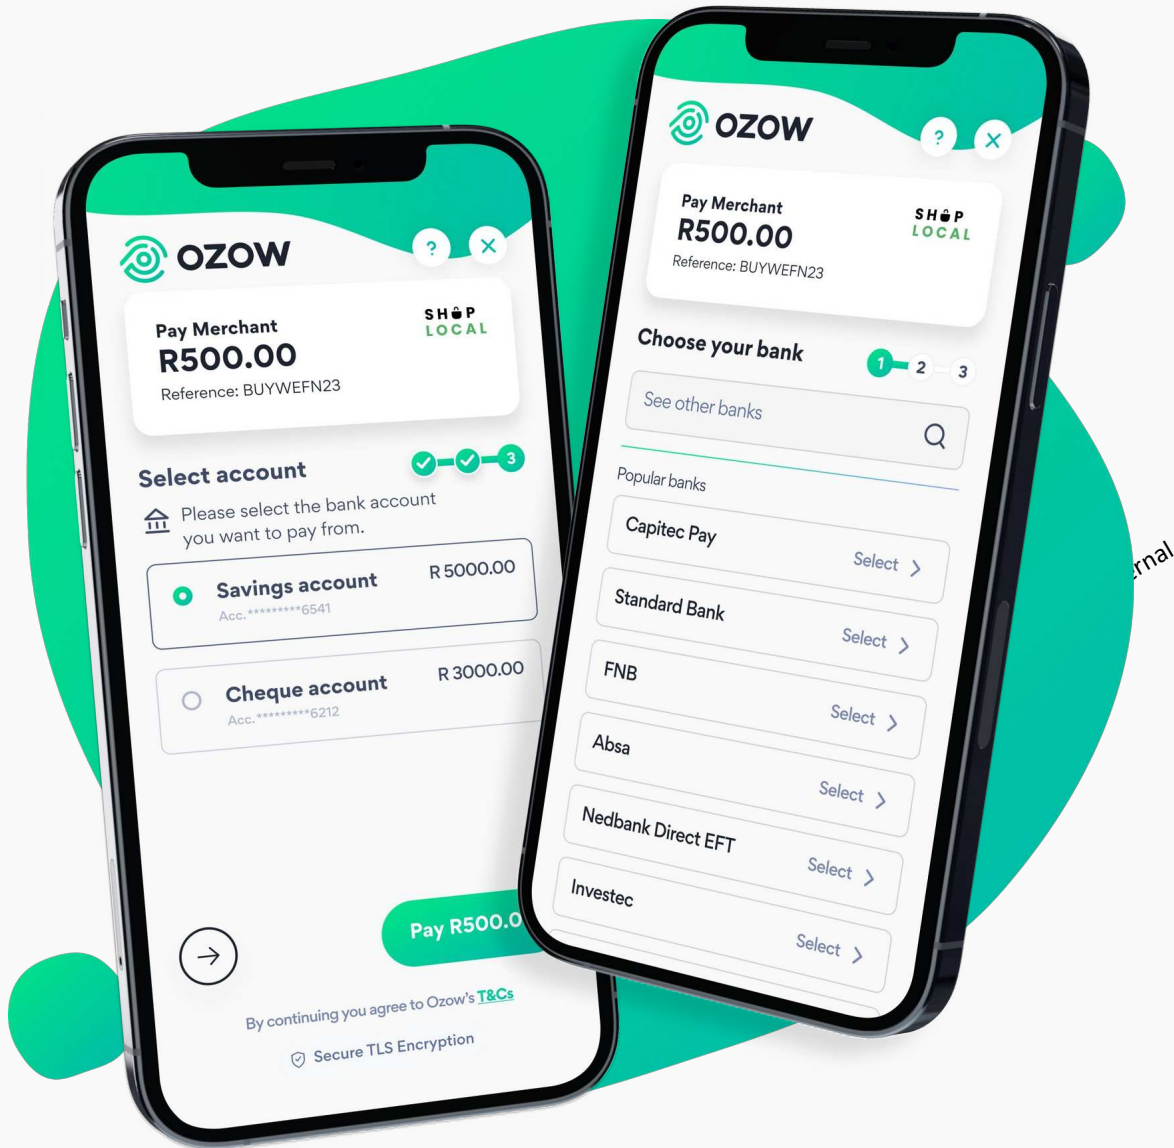 OZOW
?
Pay Merchant
R500.00
Reference: BUYWEFN23
SHOP
LOCAL
Select account
3
Please select the bank account
you want to pay from.
Savings account
R 5000.00
Acc.*********6541
Cheque account
R 3000.00
Acc.*********6212
Pay R500.0
By continuing you agree to Ozow's T&Cs
Secure TLS Encryption
OZOW
?
Pay Merchant
R500.00
Reference: BUYWEFN23
SHOP
LOCAL
Choose your bank
1 2 3
See other banks
Popular banks
Capitec Pay
Select
Standard Bank
Select
FNB
Select
Absa
Select
Nedbank Direct EFT
Select
Investec
Select